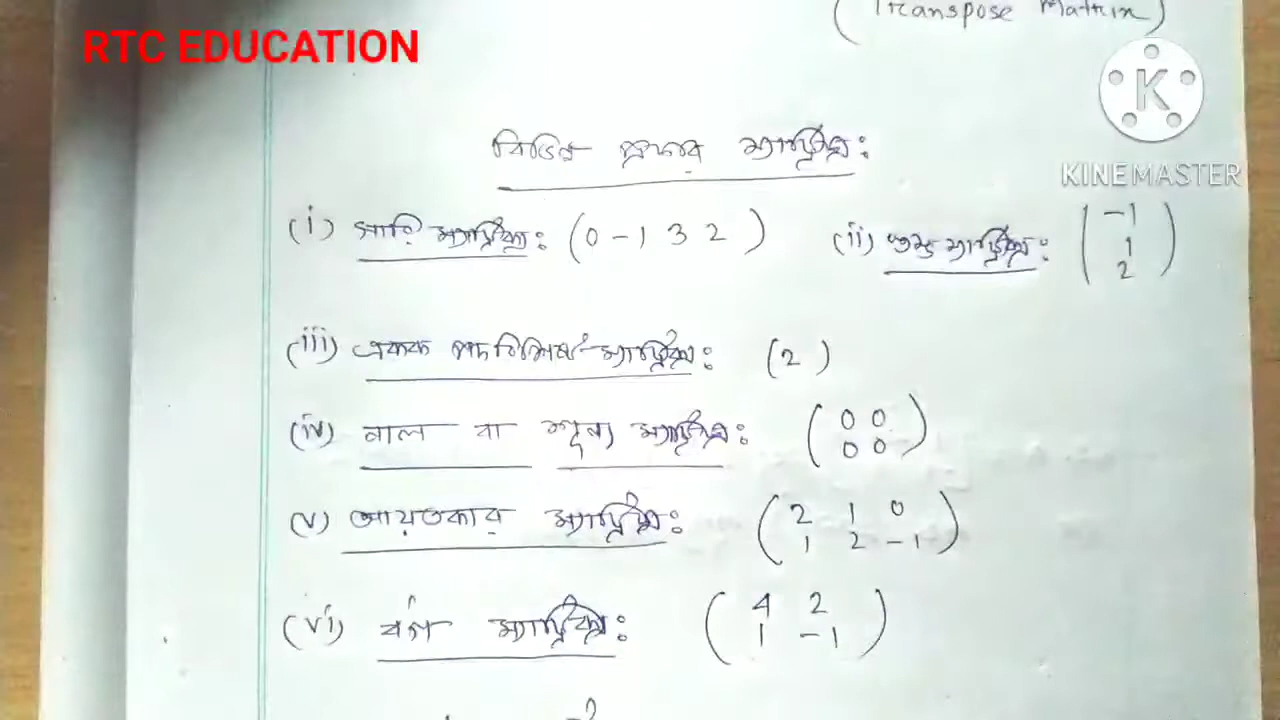 (Transpose Matrix)
RTC EDUCATION
K
KINEMASTER
বিভিন্ন প্রকার ম্যাট্রিক্স:
(i) সারি ম্যাট্রিক্স: (0 -1 3 2) (ii) স্তম্ভ ম্যাট্রিক্স: (-1
1
2)
(iii) একক পদ বিশিষ্ট ম্যাট্রিক্স: (2)
(iv) নাল বা শূন্য ম্যাট্রিক্স: (0 0
0 0)
(v) আয়তকার ম্যাট্রিক্স: (2 1 0
1 2 -1)
(vi) বর্গ ম্যাট্রিক্স: (4 2
1 -1)